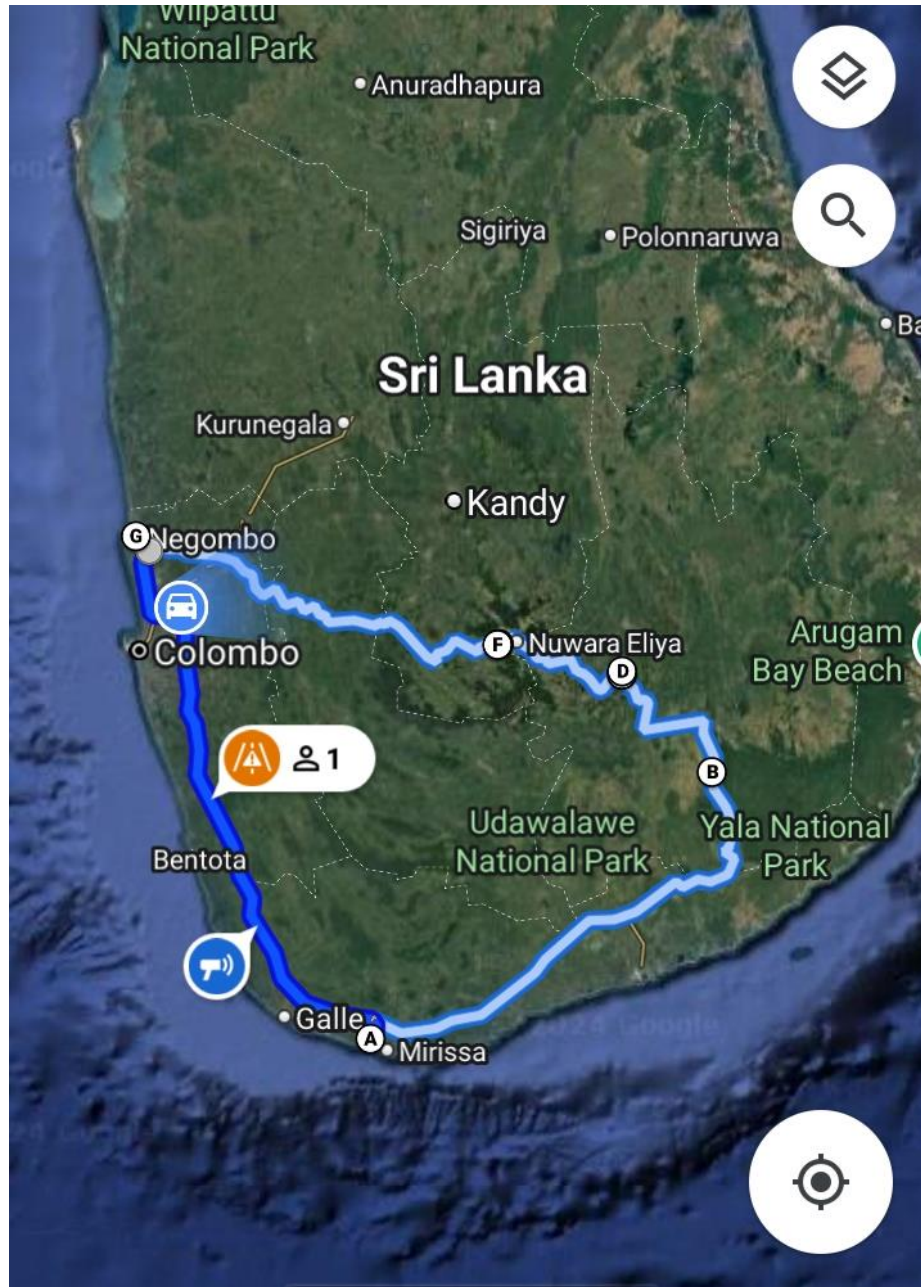 Wilpattu
National Park
Anuradhapura
Sigiriya
Polonnaruwa
Ba
Sri Lanka
Kurunegala
Kandy
G
Negombo
F
Nuwara Eliya
D
Arugam
Bay Beach
Colombo
1
B
Udawalawe
National Park
Yala National
Park
Bentota
Galle
A
Mirissa